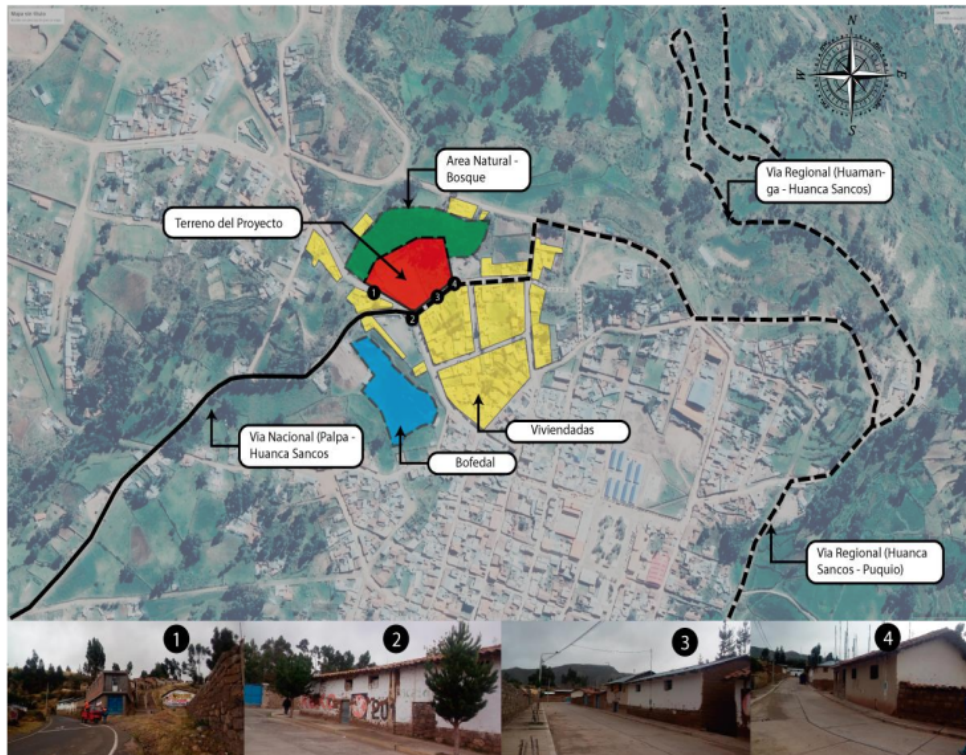 N
W
E
S
Area Natural -
Bosque
Via Regional (Huaman-
ga - Huanca Sancos)
Terreno del Proyecto
1
2
3
4
Viviendadas
Via Nacional (Palpa -
Huanca Sancos
Bofedal
Via Regional (Huanca
Sancos - Puquio)
1
2
3
4